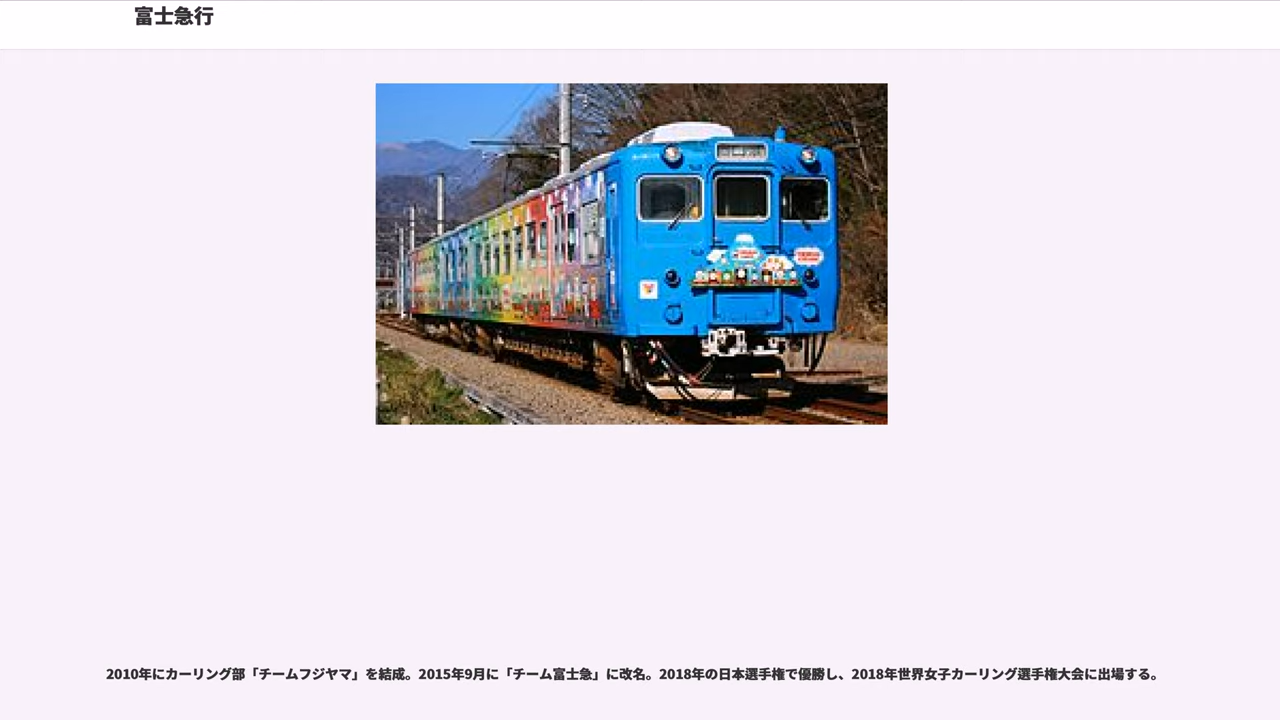 富士急行
2010年にカーリング部「チームフジヤマ」を結成。2015年9月に「チーム富士急」に改名。2018年の日本選手権で優勝し、2018年世界女子カーリング選手権大会に出場する。